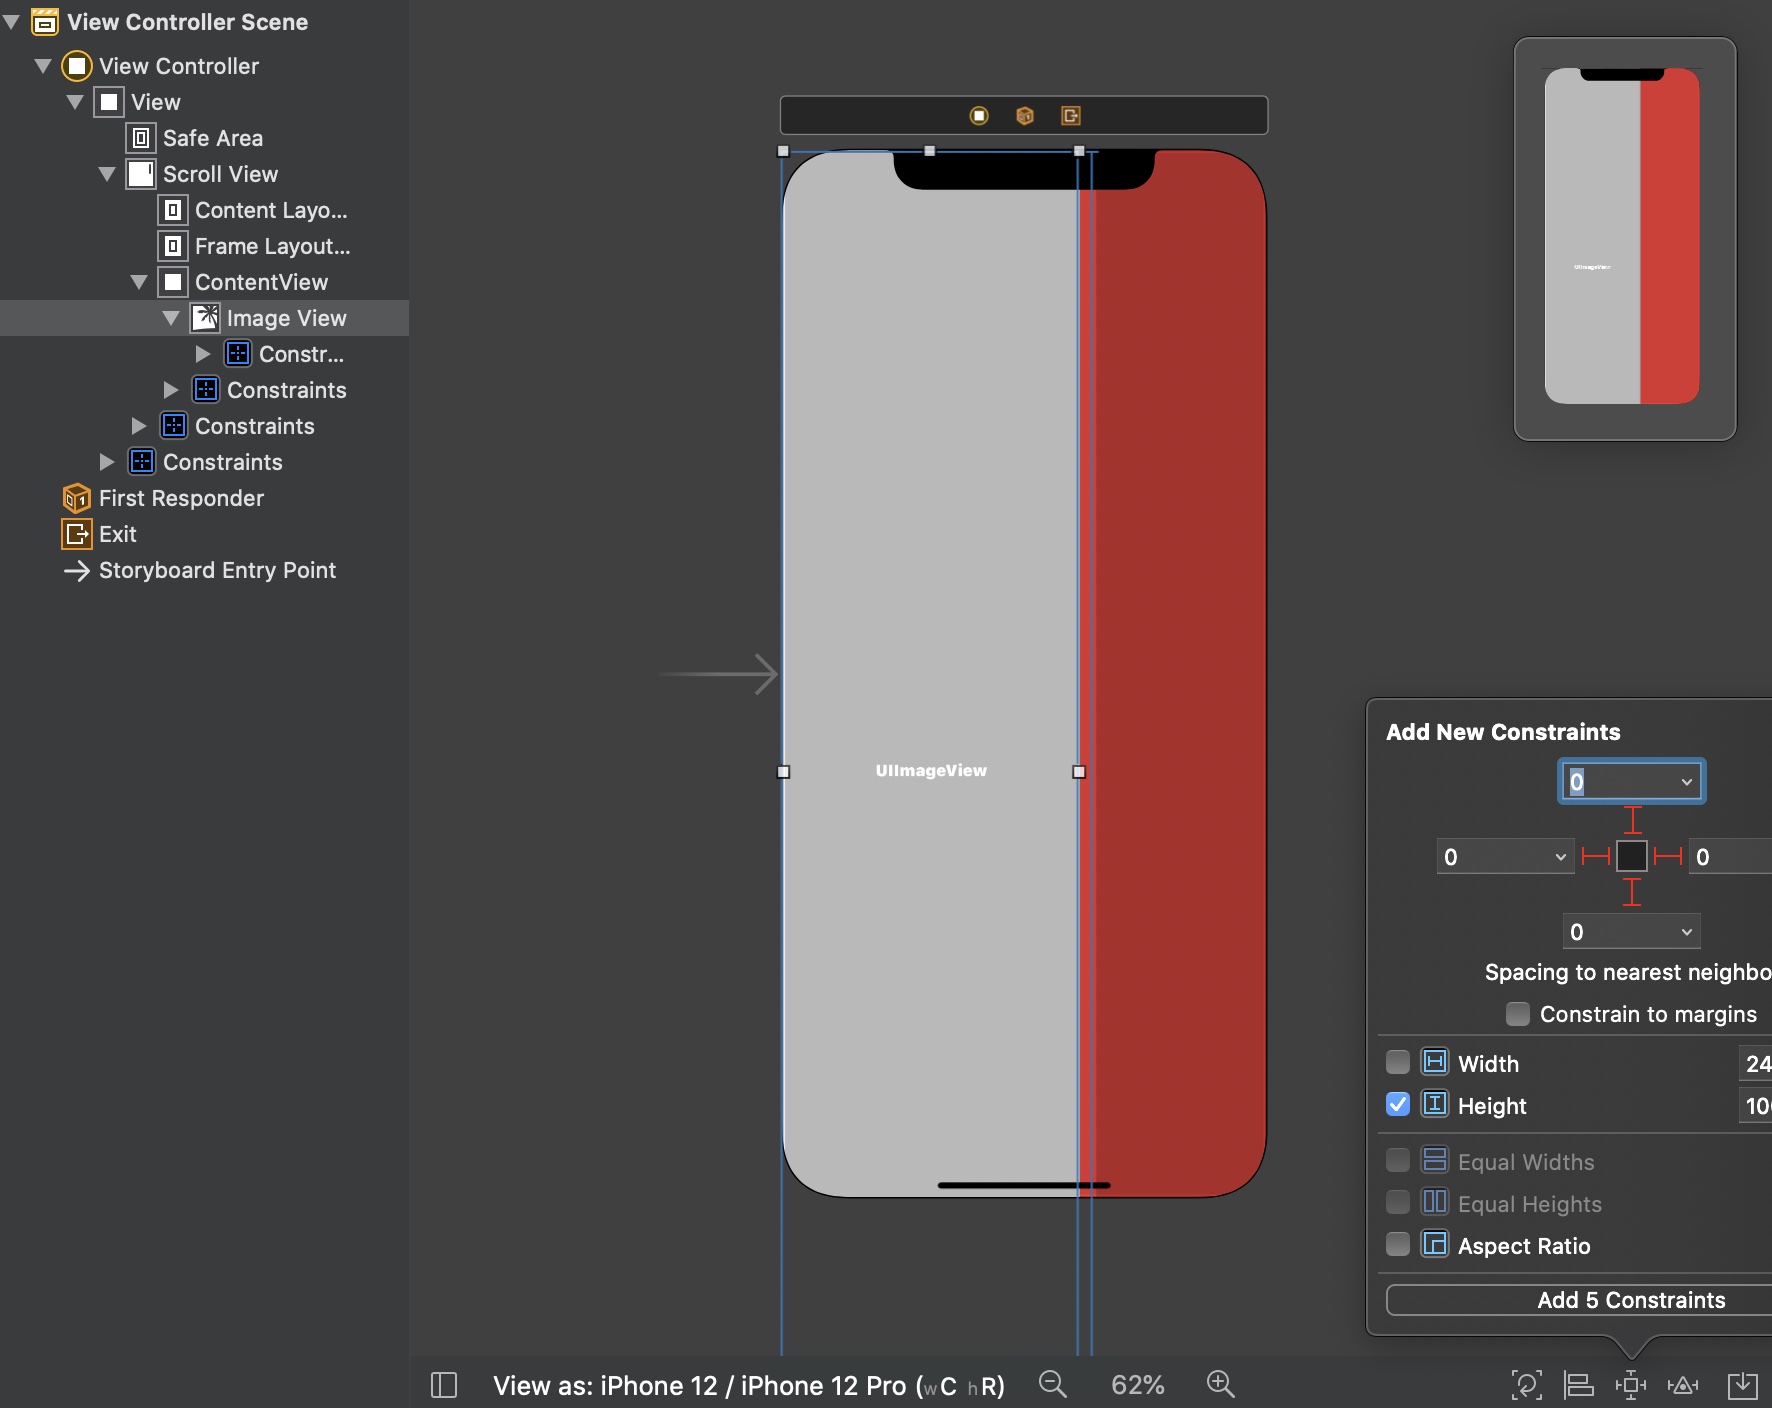 View Controller Scene
View Controller
View
Safe Area
Scroll View
Content Layo...
Frame Layout...
ContentView
Image View
Constr...
Constraints
Constraints
Constraints
First Responder
Exit
Storyboard Entry Point
UIImageView
UIImageView
Add New Constraints
0
0
0
0
Spacing to nearest neighbo
Constrain to margins
Width
24
Height
100
Equal Widths
Equal Heights
Aspect Ratio
Add 5 Constraints
View as: iPhone 12 / iPhone 12 Pro (wC hR)
62%